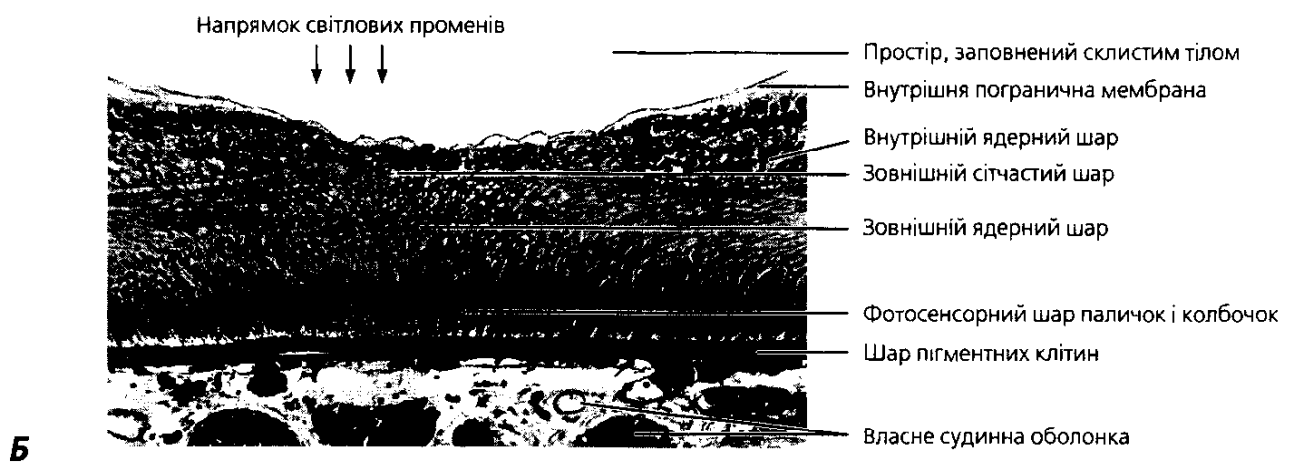 Напрямок світлових променів
Простір, заповнений склистим тілом
Внутрішня погранична мембрана
Внутрішній ядерний шар
Зовнішній сітчастий шар
Зовнішній ядерний шар
Фотосенсорний шар паличок і колбочок
Шар пігментних клітин
Власне судинна оболонка
Б